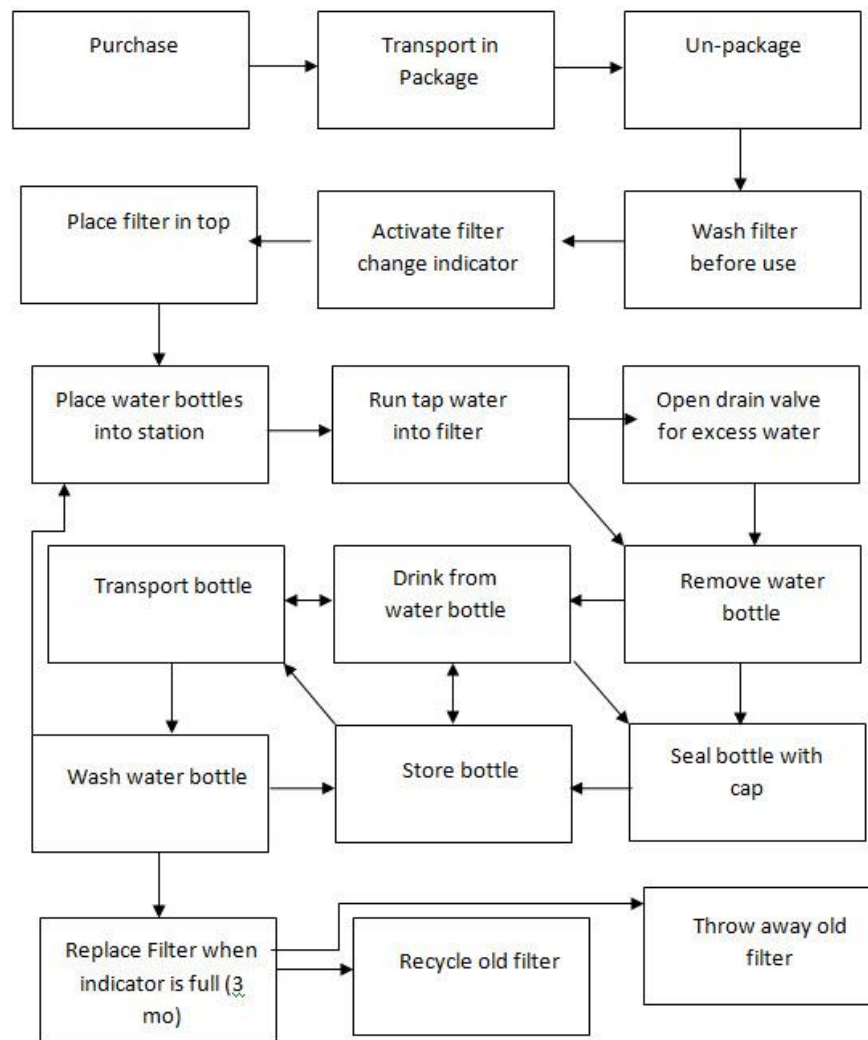 Purchase
Transport in
Package
Un-package
Place filter in top
Activate filter
change indicator
Wash filter
before use
Place water bottles
into station
Run tap water
into filter
Open drain valve
for excess water
Transport bottle
Drink from
water bottle
Remove water
bottle
Wash water bottle
Store bottle
Seal bottle with
cap
Replace Filter when
indicator is full (3
mo)
Recycle old filter
Throw away old
filter